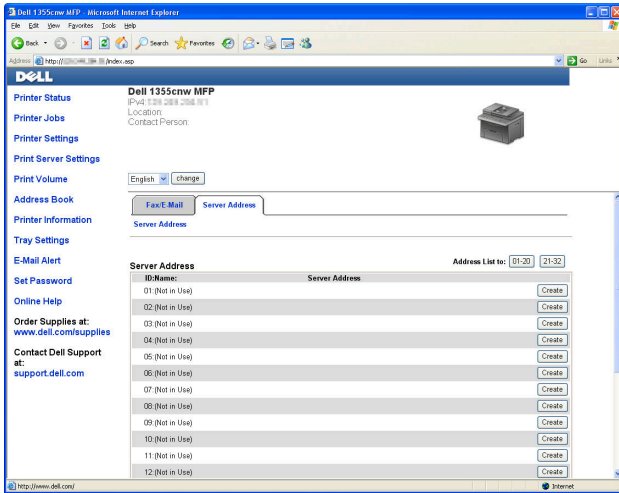 Dell 1355cnw MFP - Microsoft Internet Explorer
File Edit View Favorites Tools Help
Back Search Favorites
Address http:// /index.asp Go Links
DELL
Printer Status
Printer Jobs
Printer Settings
Print Server Settings
Print Volume
Address Book
Printer Information
Tray Settings
E-Mail Alert
Set Password
Online Help
Order Supplies at:
www.dell.com/supplies
Contact Dell Support
at:
support.dell.com
Dell 1355cnw MFP
IPv4:
Location:
Contact Person:
English change
Fax/E-Mail Server Address
Server Address
Server Address Address List to: 01-20 21-32
ID:Name: Server Address
01:(Not in Use) Create
02:(Not in Use) Create
03:(Not in Use) Create
04:(Not in Use) Create
05:(Not in Use) Create
06:(Not in Use) Create
07:(Not in Use) Create
08:(Not in Use) Create
09:(Not in Use) Create
10:(Not in Use) Create
11:(Not in Use) Create
12:(Not in Use) Create
http://www.dell.com/ Internet